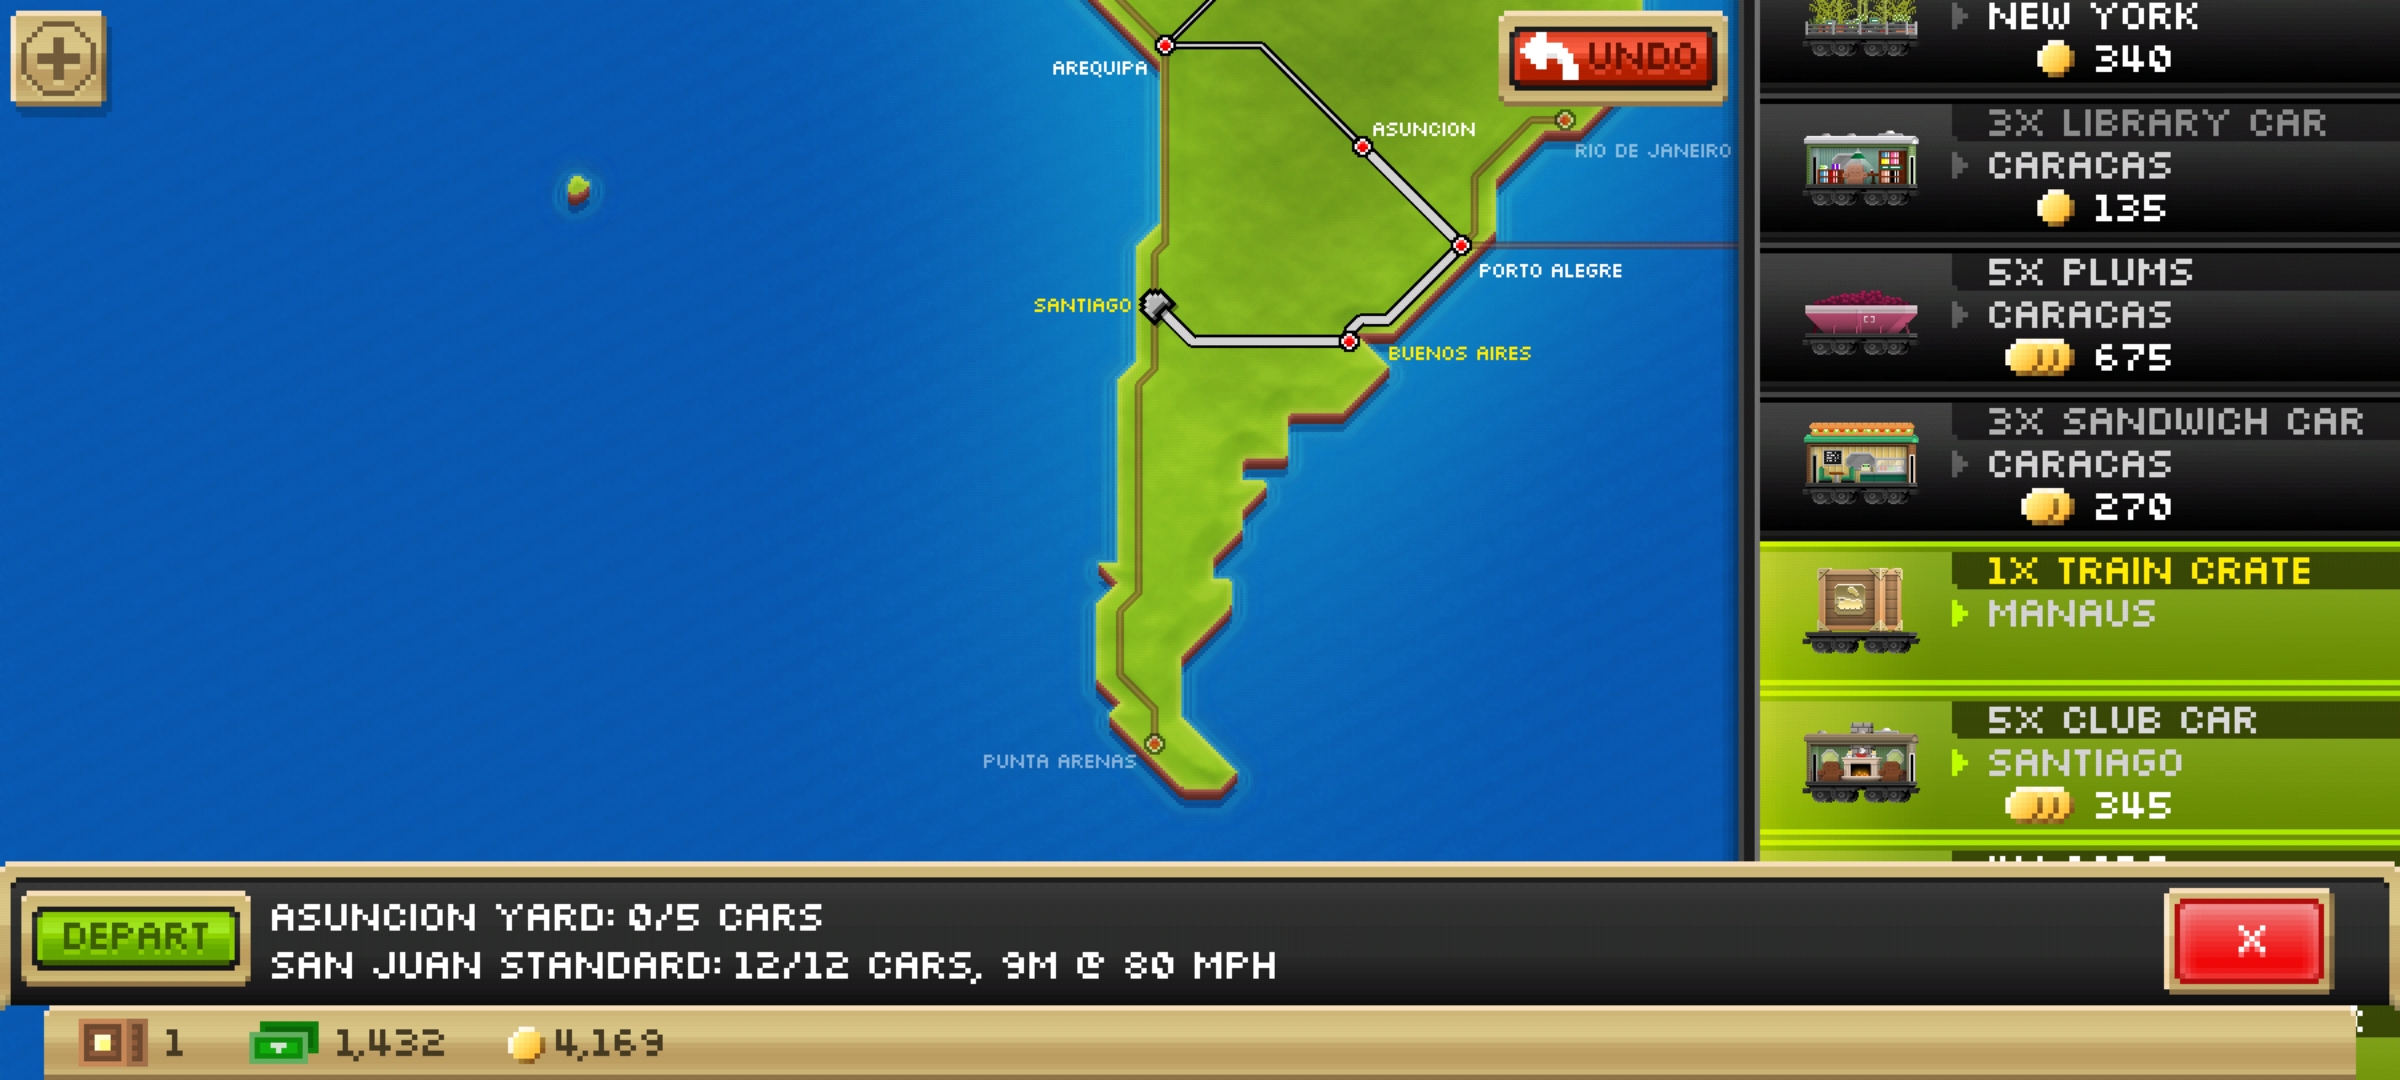 AREQUIPA
UNDO
ASUNCION
RIO DE JANEIRO
PORTO ALEGRE
SANTIAGO
BUENOS AIRES
PUNTA ARENAS
NEW YORK
340
3X LIBRARY CAR
CARACAS
135
5X PLUMS
CARACAS
675
3X SANDWICH CAR
CARACAS
270
1X TRAIN CRATE
MANAUS
5X CLUB CAR
SANTIAGO
345
DEPART
ASUNCION YARD: 0/5 CARS
SAN JUAN STANDARD: 12/12 CARS, 9M @ 80 MPH
X
1
1,432
4,169